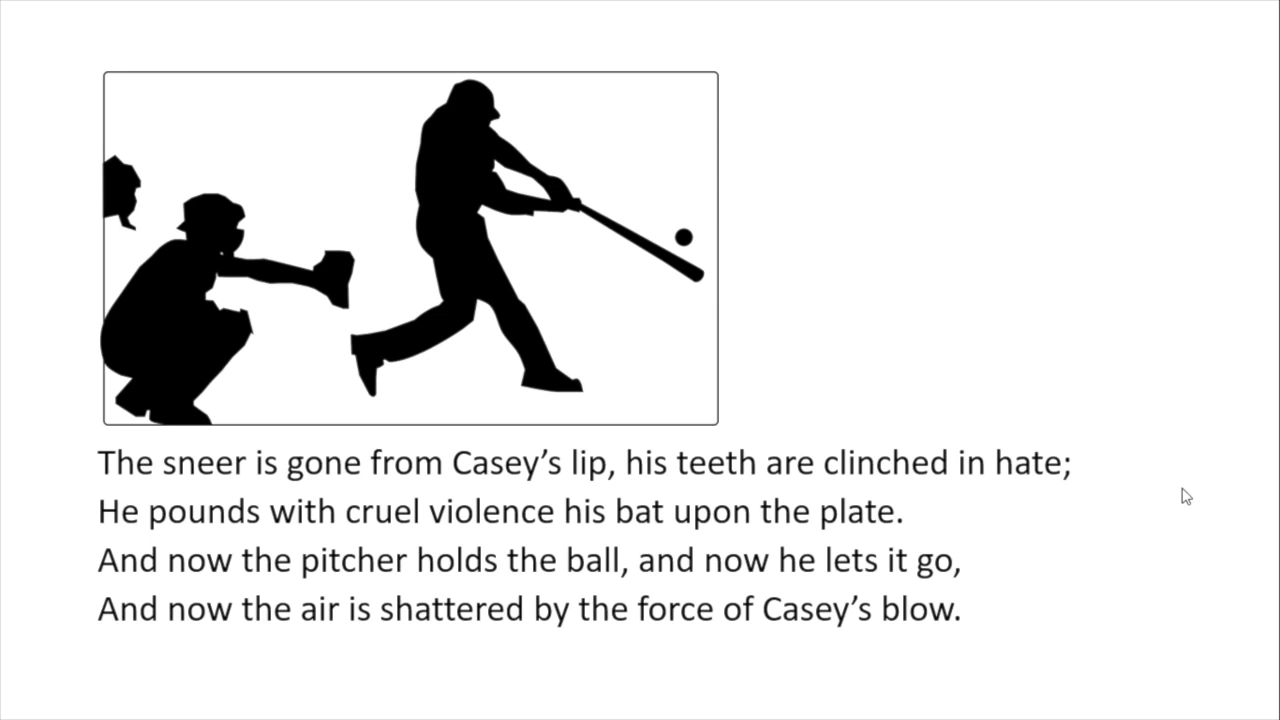 The sneer is gone from Casey’s lip, his teeth are clinched in hate;
He pounds with cruel violence his bat upon the plate.
And now the pitcher holds the ball, and now he lets it go,
And now the air is shattered by the force of Casey’s blow.